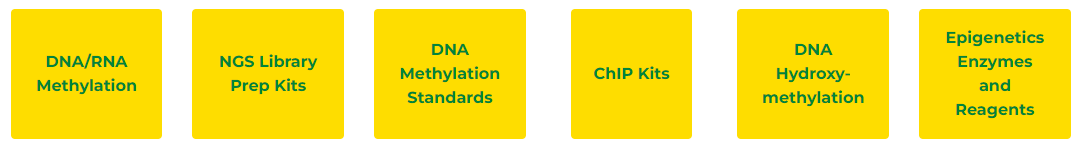 DNA/RNA
Methylation
NGS Library
Prep Kits
DNA
Methylation
Standards
ChIP Kits
DNA
Hydroxy-
methylation
Epigenetics
Enzymes
and
Reagents